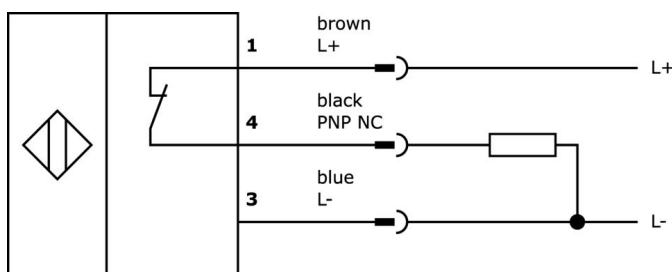 brown
1 L+
L+
black
4 PNP NC
blue
3 L-
L-